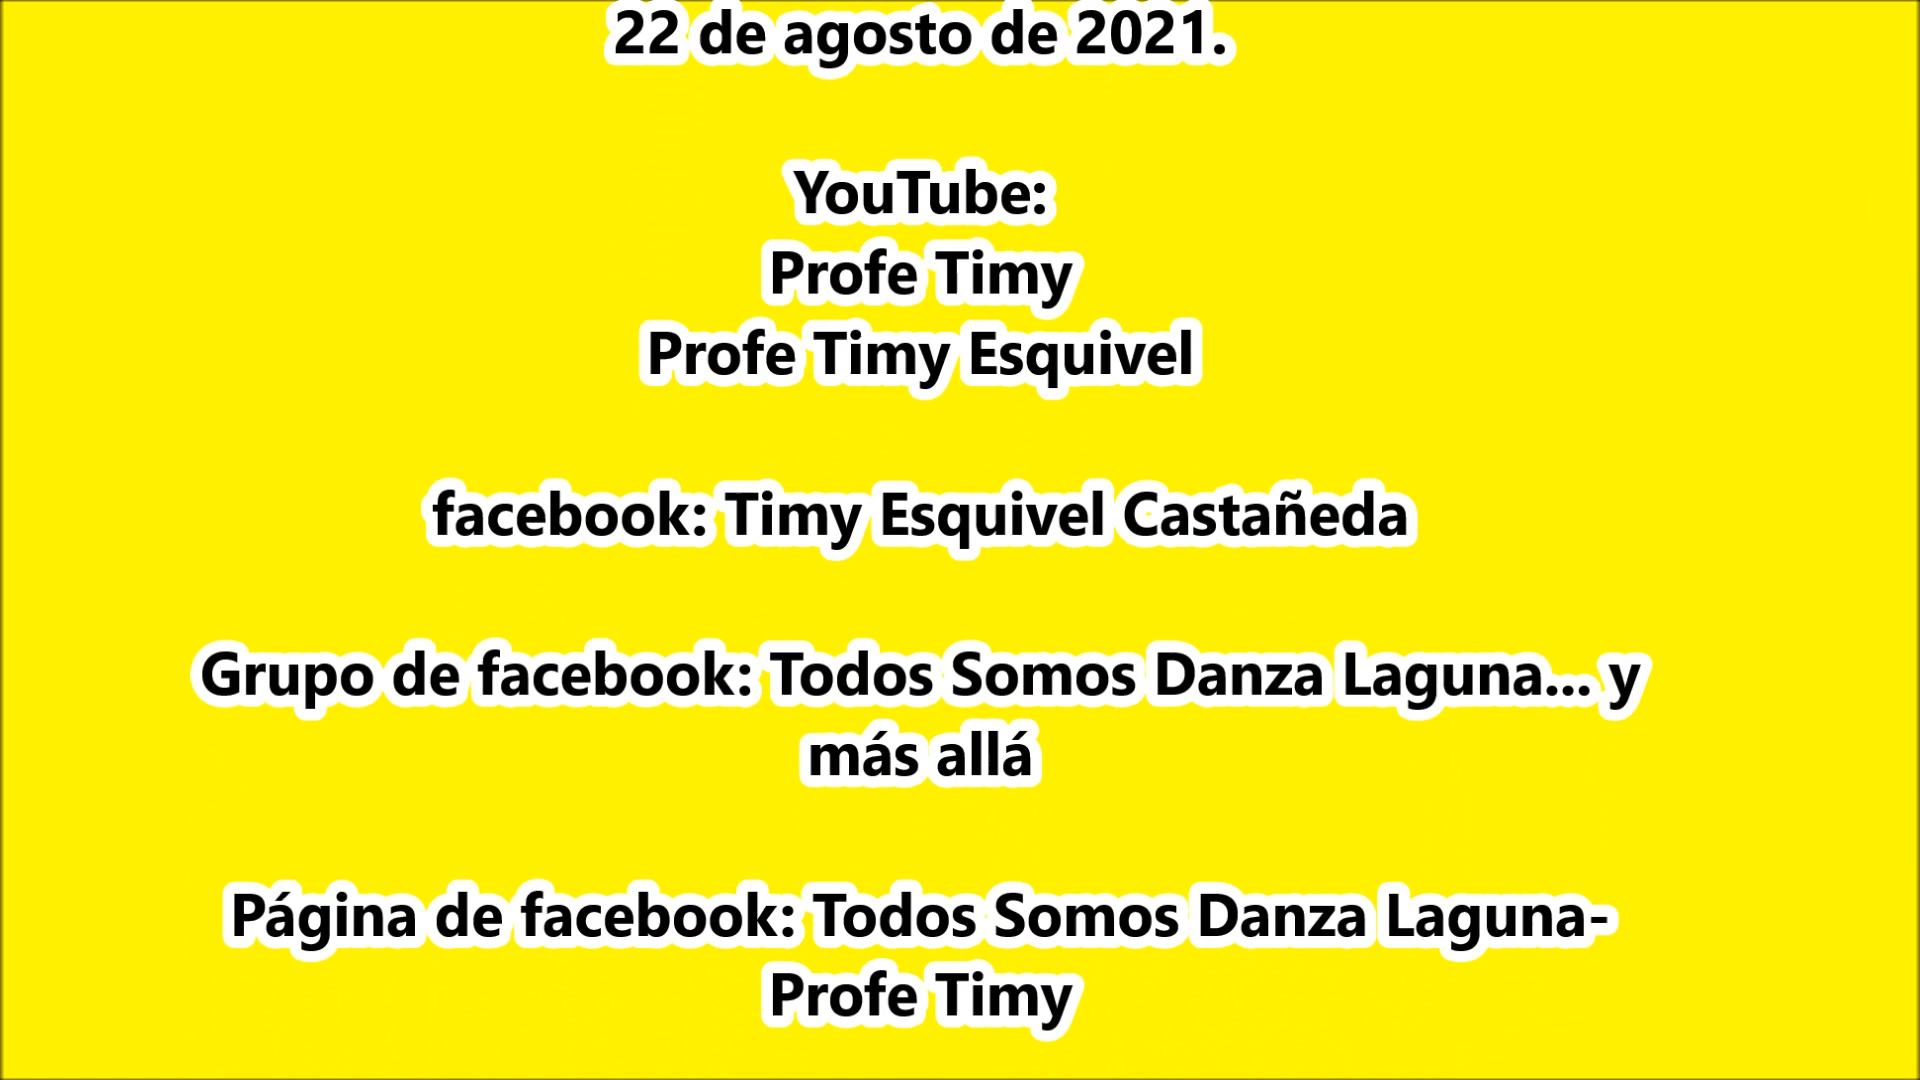 22 de agosto de 2021.
YouTube:
Profe Timy
Profe Timy Esquivel
facebook: Timy Esquivel Castañeda
Grupo de facebook: Todos Somos Danza Laguna... y
más allá
Página de facebook: Todos Somos Danza Laguna-
Profe Timy